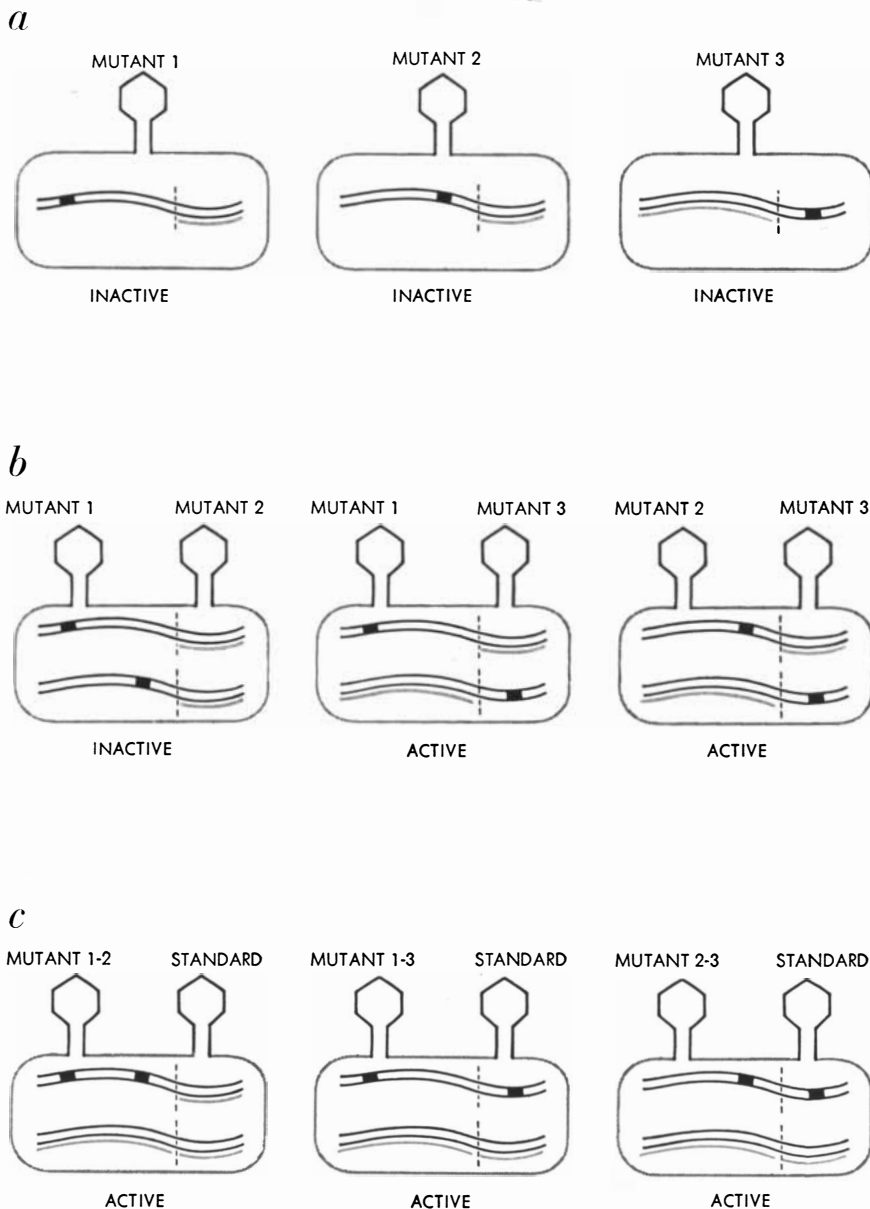 a
MUTANT 1 MUTANT 2 MUTANT 3
INACTIVE INACTIVE INACTIVE
b
MUTANT 1 MUTANT 2 MUTANT 1 MUTANT 3 MUTANT 2 MUTANT 3
INACTIVE ACTIVE ACTIVE
c
MUTANT 1-2 STANDARD MUTANT 1-3 STANDARD MUTANT 2-3 STANDARD
ACTIVE ACTIVE ACTIVE